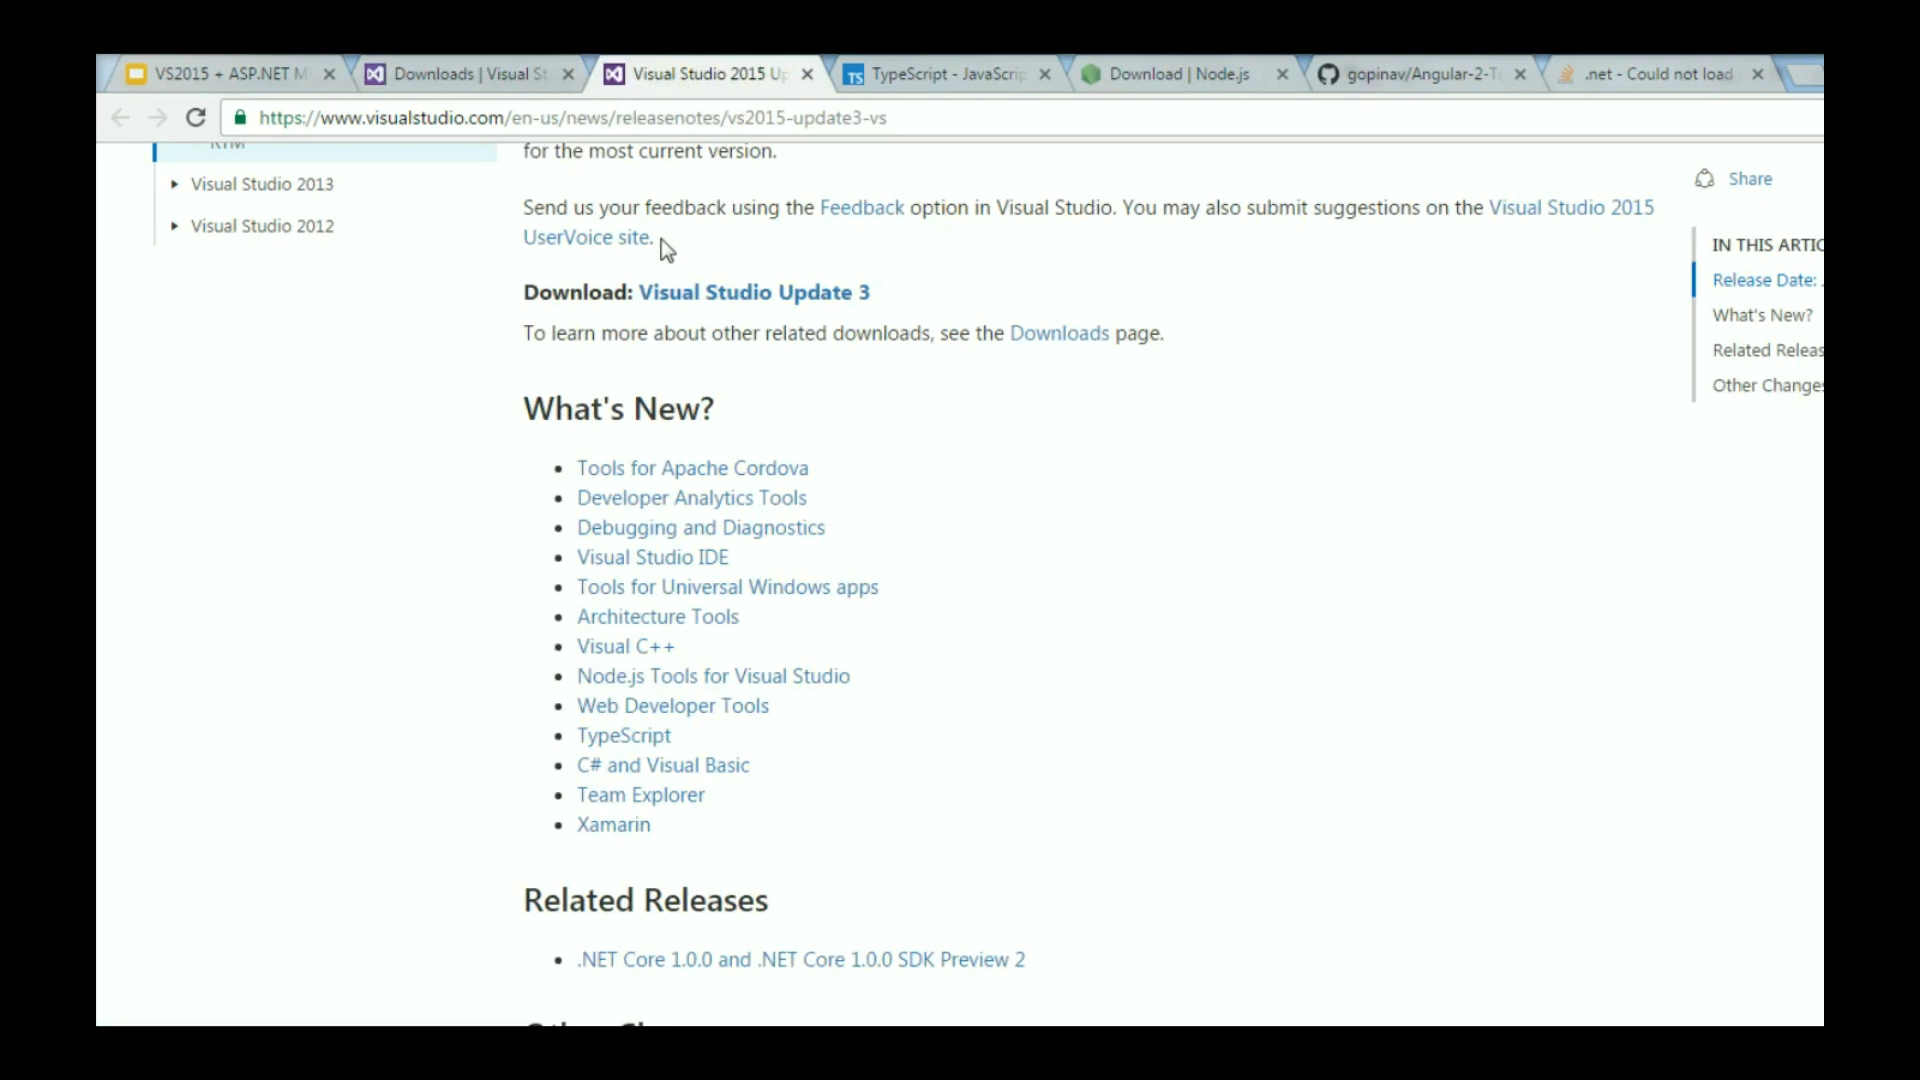 VS2015 + ASP.NET M
Downloads | Visual St
Visual Studio 2015 Up
TypeScript - JavaScrip
Download | Node.js
gopinav/Angular-2-Tu
.net - Could not load
https://www.visualstudio.com/en-us/news/releasenotes/vs2015-update3-vs
RTM
Visual Studio 2013
Visual Studio 2012
for the most current version.
Send us your feedback using the Feedback option in Visual Studio. You may also submit suggestions on the Visual Studio 2015
UserVoice site.
Download: Visual Studio Update 3
To learn more about other related downloads, see the Downloads page.
What's New?
Tools for Apache Cordova
Developer Analytics Tools
Debugging and Diagnostics
Visual Studio IDE
Tools for Universal Windows apps
Architecture Tools
Visual C++
Node.js Tools for Visual Studio
Web Developer Tools
TypeScript
C# and Visual Basic
Team Explorer
Xamarin
Related Releases
.NET Core 1.0.0 and .NET Core 1.0.0 SDK Preview 2
Share
IN THIS ARTIC
Release Date:
What's New?
Related Releas
Other Changes